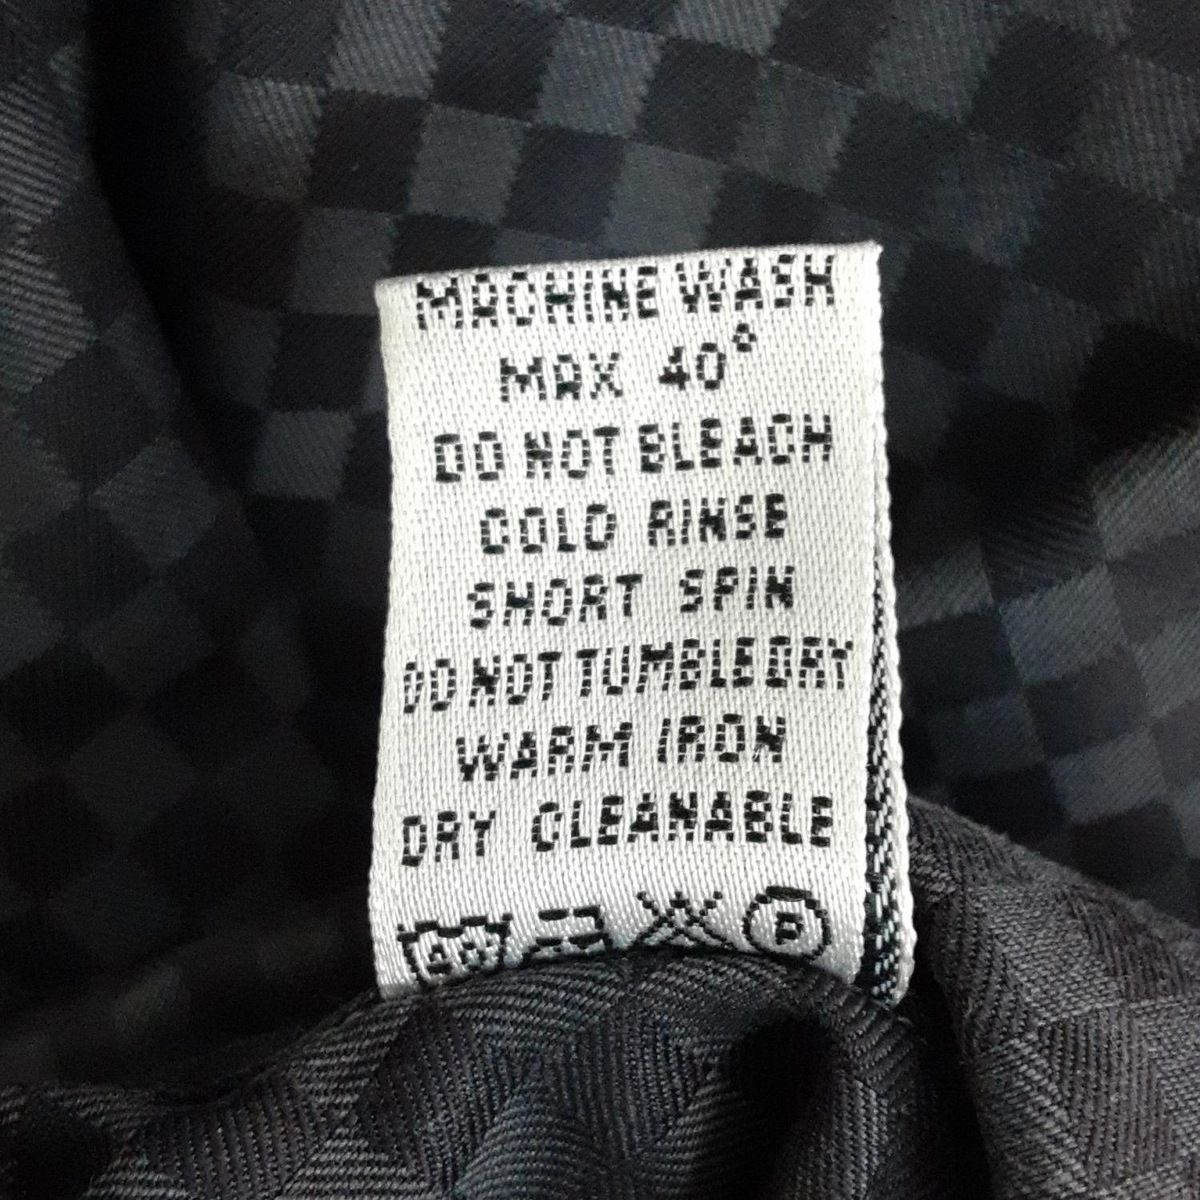 MACHINE WASH
MAX 40°
DO NOT BLEACH
COLD RINSE
SHORT SPIN
DO NOT TUMBLE DRY
WARM IRON
DRY CLEANABLE
40 P